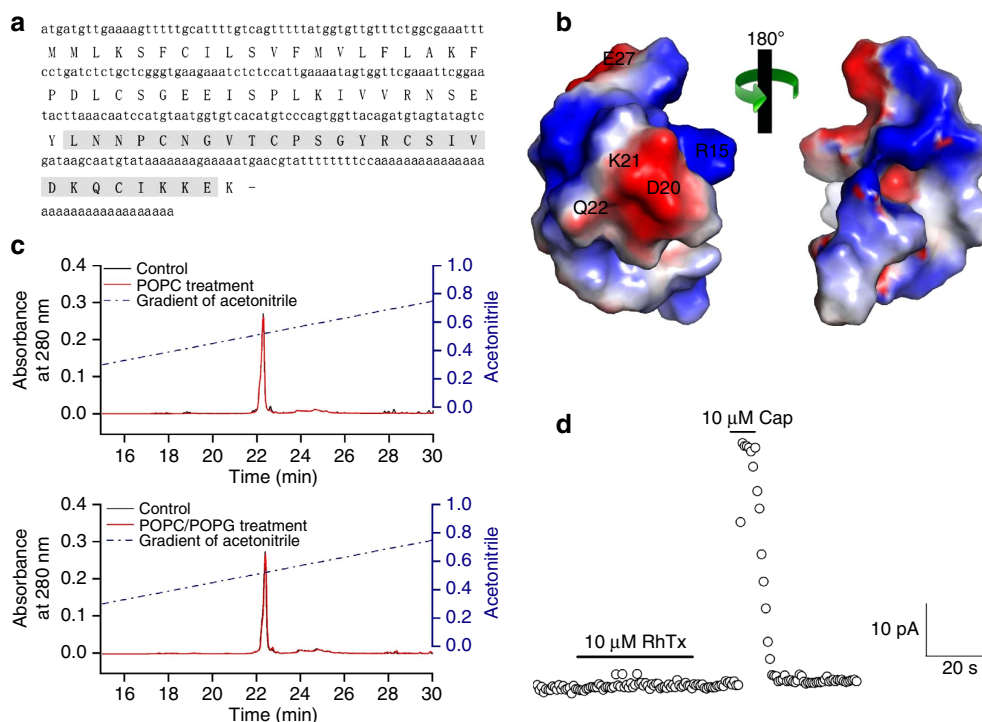 a
atgatgttgaaaagtttttgcattttgtcagtttttatggtgttgtttctggcgaaattt
M M L K S F C I L S V F M V L F L A K F
cctgatctctgctcgggtgaagaaatctctccattgaaaatagtggttcgaaattcggaa
P D L C S G E E I S P L K I V V R N S E
tacttaaacaatccatgtaatggtgtcacatgtcccagtggttacagatgtagtatagtc
Y L N N P C N G V T C P S G Y R C S I V
gataagcaatgtataaaaaaagaaaaatgaacgtatttttttttccaaaaaaaaaaaaaaa
D K Q C I K K E K –
aaaaaaaaaaaaaaaaaa
b
180°
E27
R15
K21
D20
Q22
c
Control
POPC treatment
Gradient of acetonitrile
Absorbance at 280 nm
0.4
0.3
0.2
0.1
0.0
1.0
0.8
0.6
0.4
0.2
0.0
Acetonitrile
16 18 20 22 24 26 28 30
Time (min)
Control
POPC/POPG treatment
Gradient of acetonitrile
Absorbance at 280 nm
0.4
0.3
0.2
0.1
0.0
1.0
0.8
0.6
0.4
0.2
0.0
Acetonitrile
16 18 20 22 24 26 28 30
Time (min)
d
10 µM Cap
10 µM RhTx
10 pA
20 s